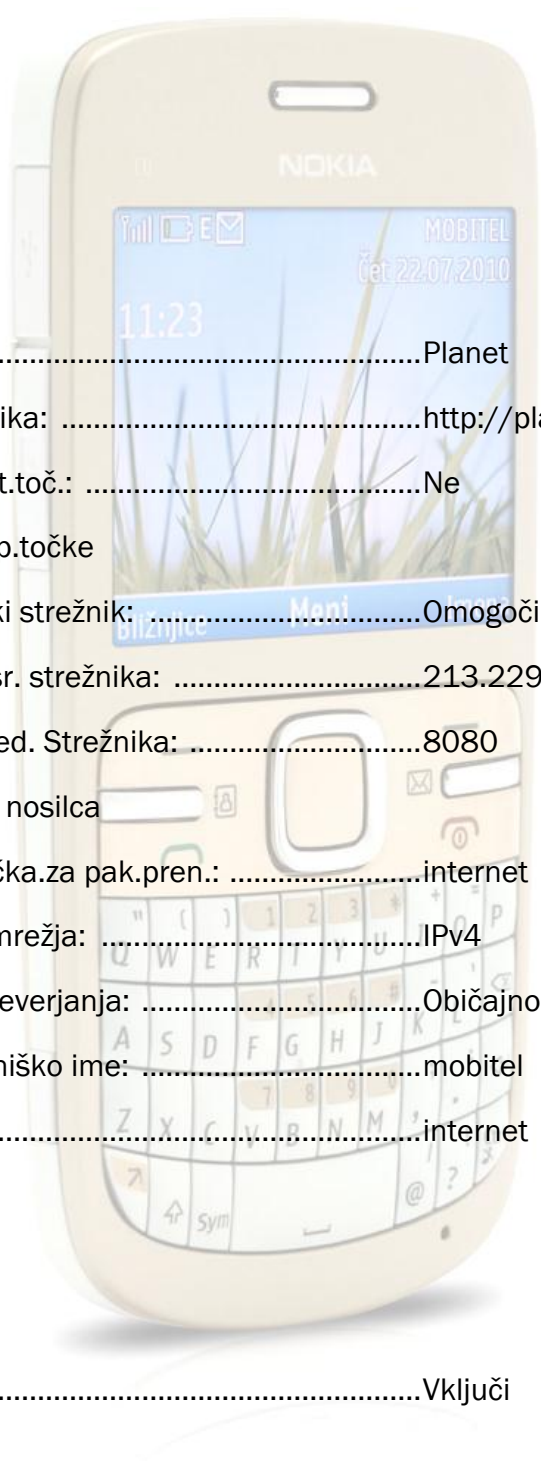 NOKIA
MOBITEL
Čet 22.07.2010
11:23
Planet
ika: http://pla
t.toč.: Ne
o.točke
ki strežnik: Omogoči
Bližnjice Meni Imena
sr. strežnika: 213.229
ed. Strežnika: 8080
nosilca
čka.za pak.pren.: internet
mrežja: IPv4
everjanja: Običajno
niško ime: mobitel
internet
Q W E R T Y U I O P
A S D F G H J K L
Z X C V B N M
Sym
Vključi